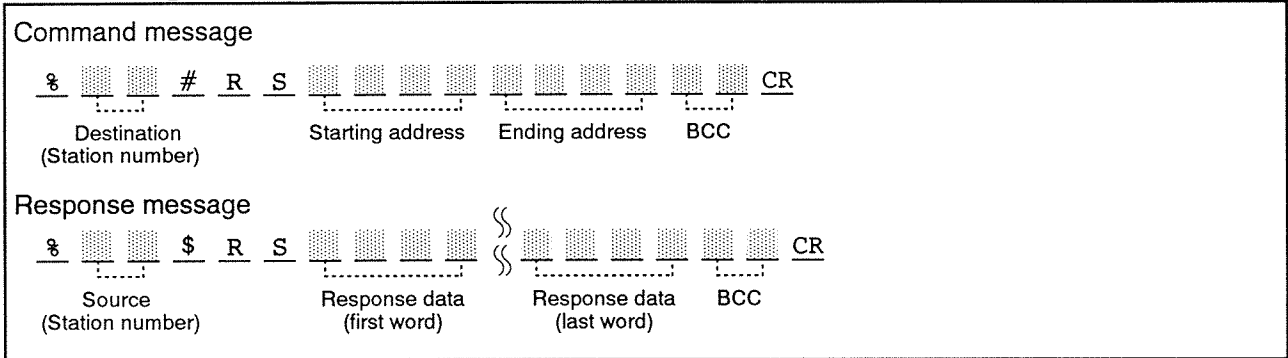 Command message
% # R S CR
Destination (Station number) Starting address Ending address BCC
Response message
% $ R S CR
Source (Station number) Response data (first word) Response data (last word) BCC